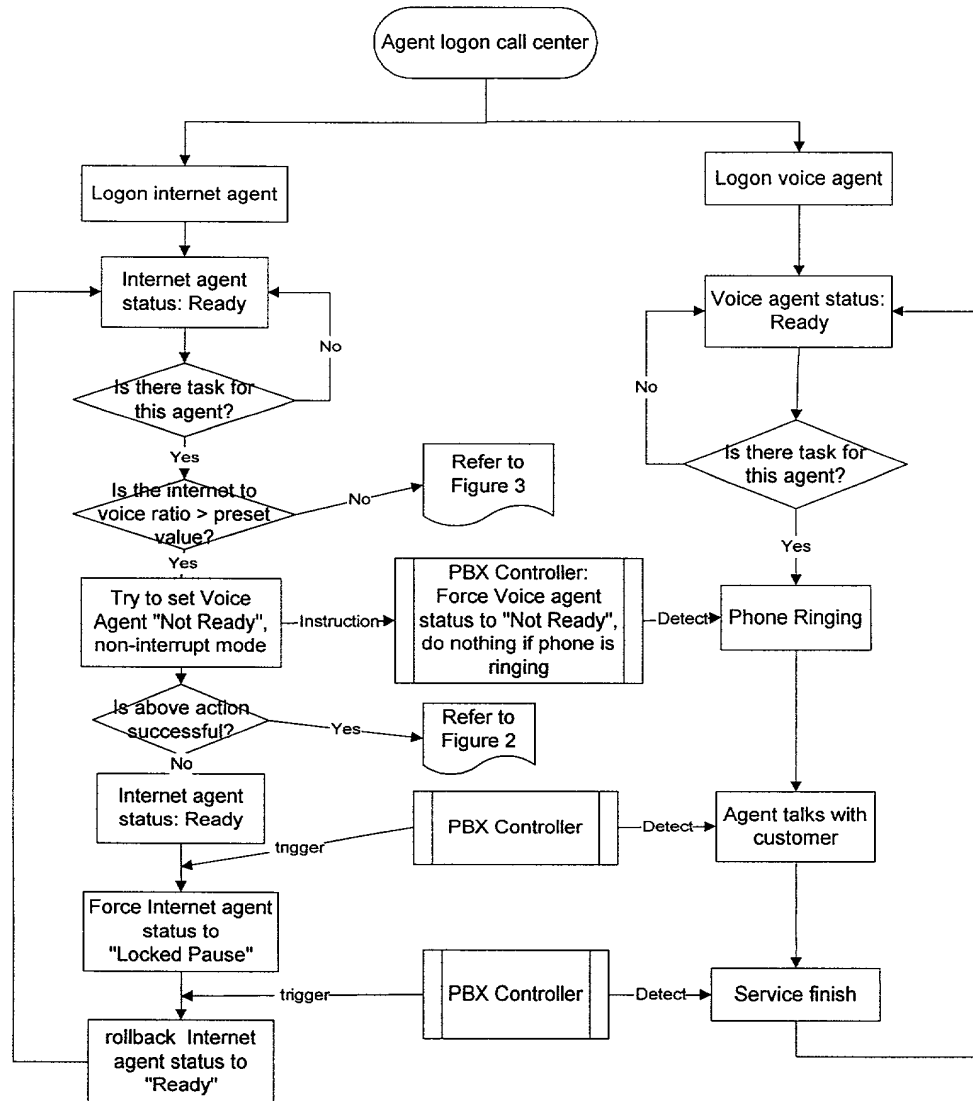 Agent logon call center
Logon internet agent
Logon voice agent
Internet agent
status: Ready
Voice agent status:
Ready
No
No
Is there task for
this agent?
Is there task for
this agent?
Yes
Refer to
Figure 3
Is the internet to
voice ratio > preset
value?
No
Yes
Yes
Try to set Voice
Agent "Not Ready",
non-interrupt mode
Instruction
PBX Controller:
Force Voice agent
status to "Not Ready",
do nothing if phone is
ringing
Detect
Phone Ringing
Is above action
successful?
Yes
Refer to
Figure 2
No
Internet agent
status: Ready
trigger
PBX Controller
Detect
Agent talks with
customer
Force Internet agent
status to
"Locked Pause"
trigger
PBX Controller
Detect
Service finish
rollback Internet
agent status to
"Ready"